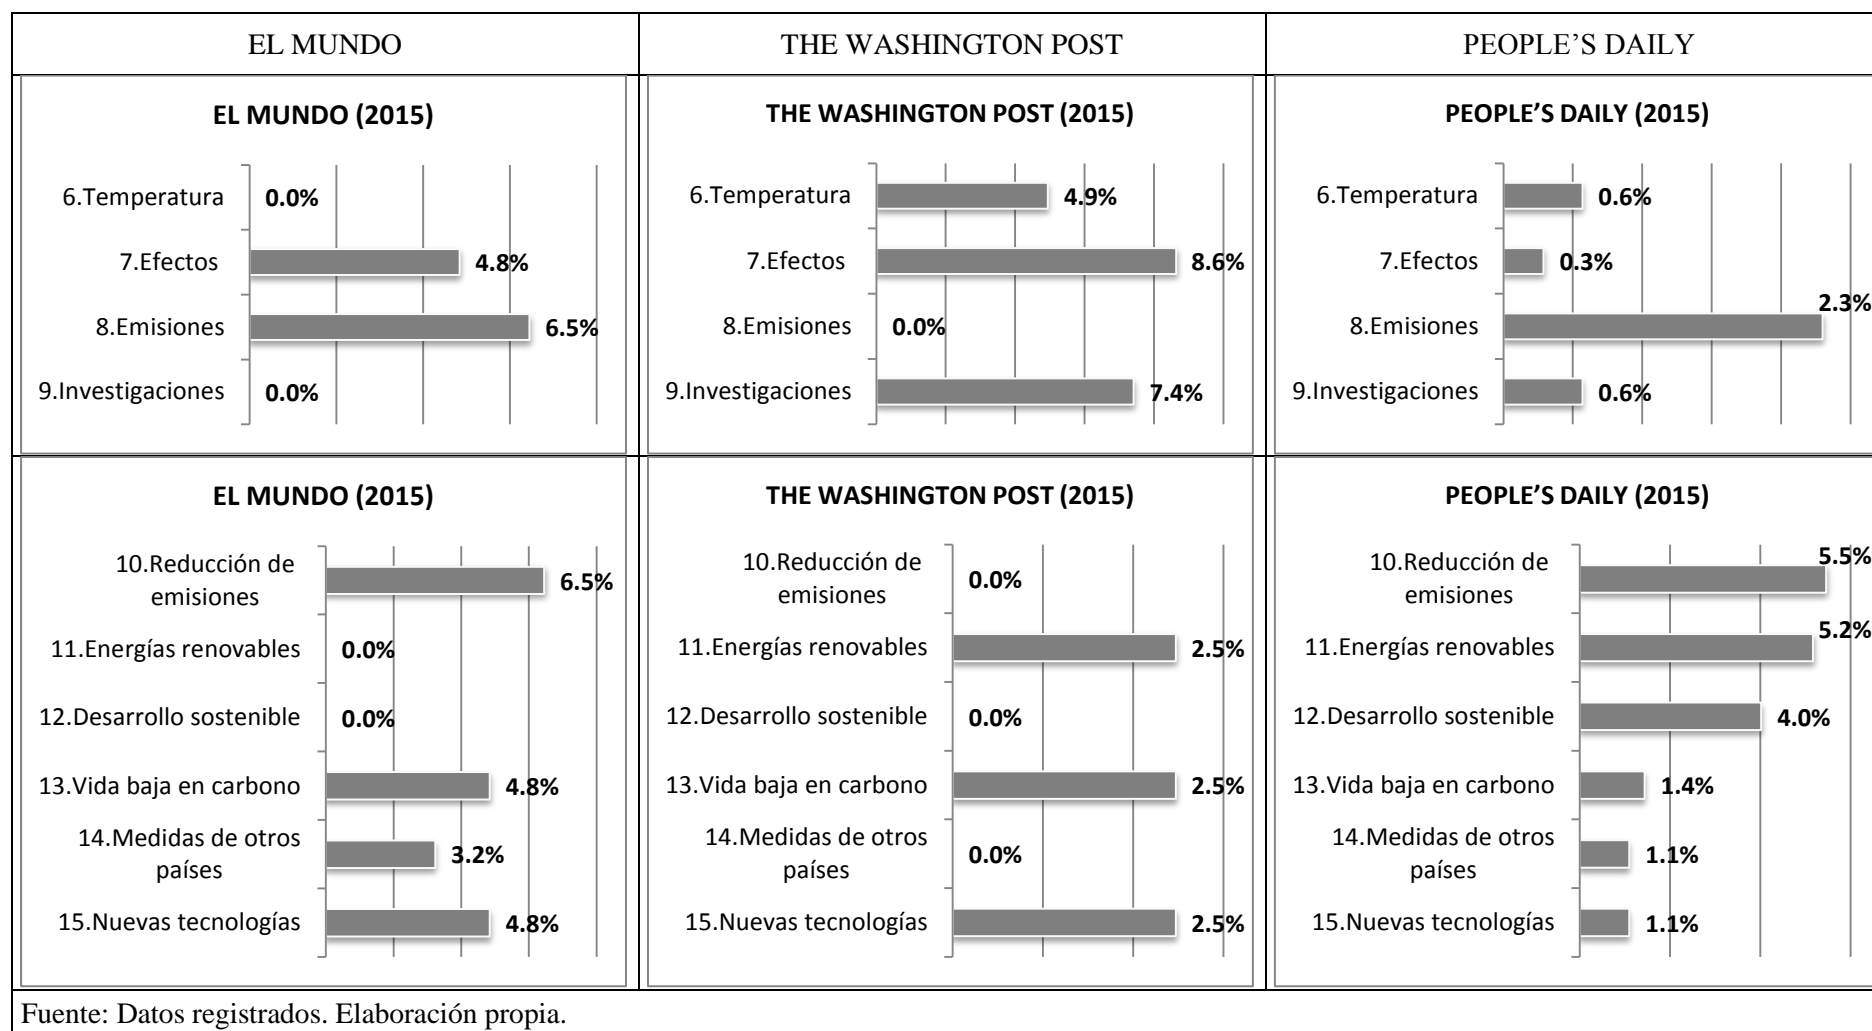 EL MUNDO
THE WASHINGTON POST
PEOPLE’S DAILY
EL MUNDO (2015)
6.Temperatura 0.0%
7.Efectos 4.8%
8.Emisiones 6.5%
9.Investigaciones 0.0%
THE WASHINGTON POST (2015)
6.Temperatura 4.9%
7.Efectos 8.6%
8.Emisiones 0.0%
9.Investigaciones 7.4%
PEOPLE’S DAILY (2015)
6.Temperatura 0.6%
7.Efectos 0.3%
8.Emisiones 2.3%
9.Investigaciones 0.6%
EL MUNDO (2015)
10.Reducción de
emisiones 6.5%
11.Energías renovables 0.0%
12.Desarrollo sostenible 0.0%
13.Vida baja en carbono 4.8%
14.Medidas de otros
países 3.2%
15.Nuevas tecnologías 4.8%
THE WASHINGTON POST (2015)
10.Reducción de
emisiones 0.0%
11.Energías renovables 2.5%
12.Desarrollo sostenible 0.0%
13.Vida baja en carbono 2.5%
14.Medidas de otros
países 0.0%
15.Nuevas tecnologías 2.5%
PEOPLE’S DAILY (2015)
10.Reducción de
emisiones 5.5%
11.Energías renovables 5.2%
12.Desarrollo sostenible 4.0%
13.Vida baja en carbono 1.4%
14.Medidas de otros
países 1.1%
15.Nuevas tecnologías 1.1%
Fuente: Datos registrados. Elaboración propia.